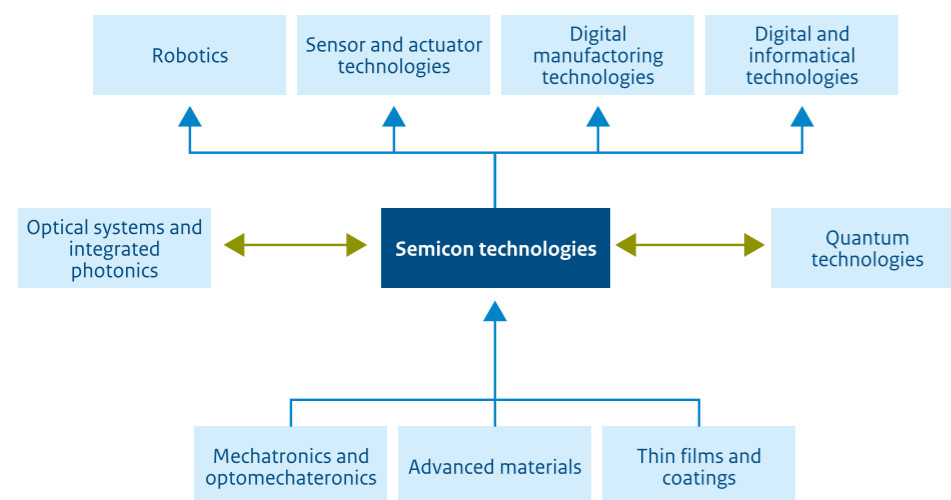 Robotics
Sensor and actuator
technologies
Digital
manufactoring
technologies
Digital and
informatical
technologies
Optical systems and
integrated
photonics
Semicon technologies
Quantum
technologies
Mechatronics and
optomechateronics
Advanced materials
Thin films and
coatings